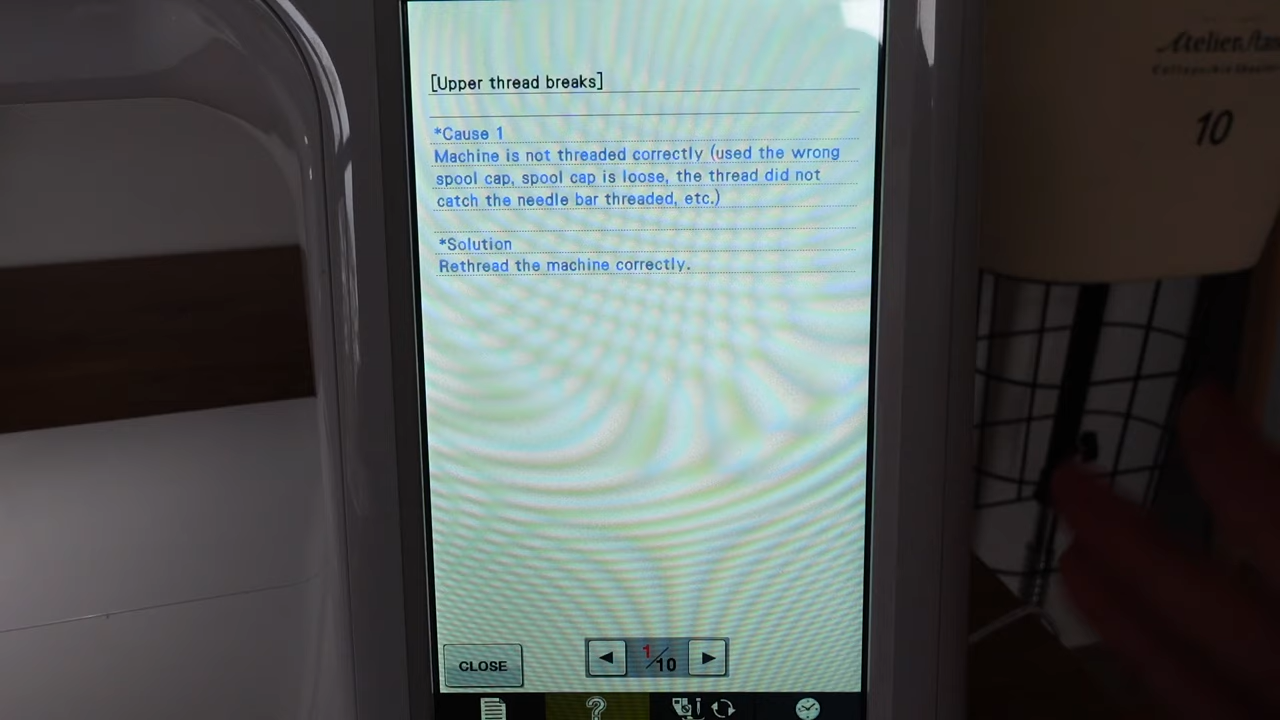 [Upper thread breaks]
*Cause 1
Machine is not threaded correctly (used the wrong
spool cap, spool cap is loose, the thread did not
catch the needle bar threaded, etc.)
*Solution
Rethread the machine correctly.
CLOSE
1/10
Atelier
10